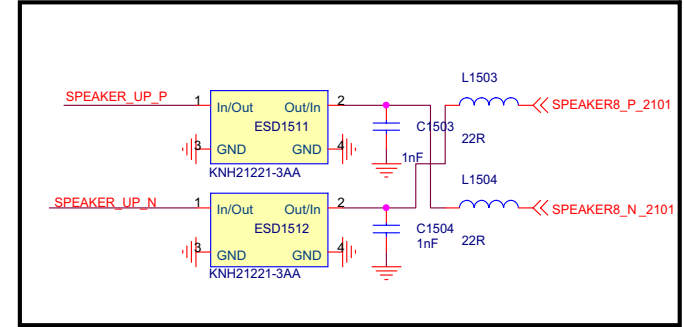 L1503
SPEAKER_UP_P
1
In/Out
Out/In
2
SPEAKER8_P_2101
ESD1511
C1503
22R
3
GND
GND
4
1nF
KNH21221-3AA
L1504
SPEAKER_UP_N
1
In/Out
Out/In
2
SPEAKER8_N_2101
ESD1512
C1504
22R
3
GND
GND
4
1nF
KNH21221-3AA